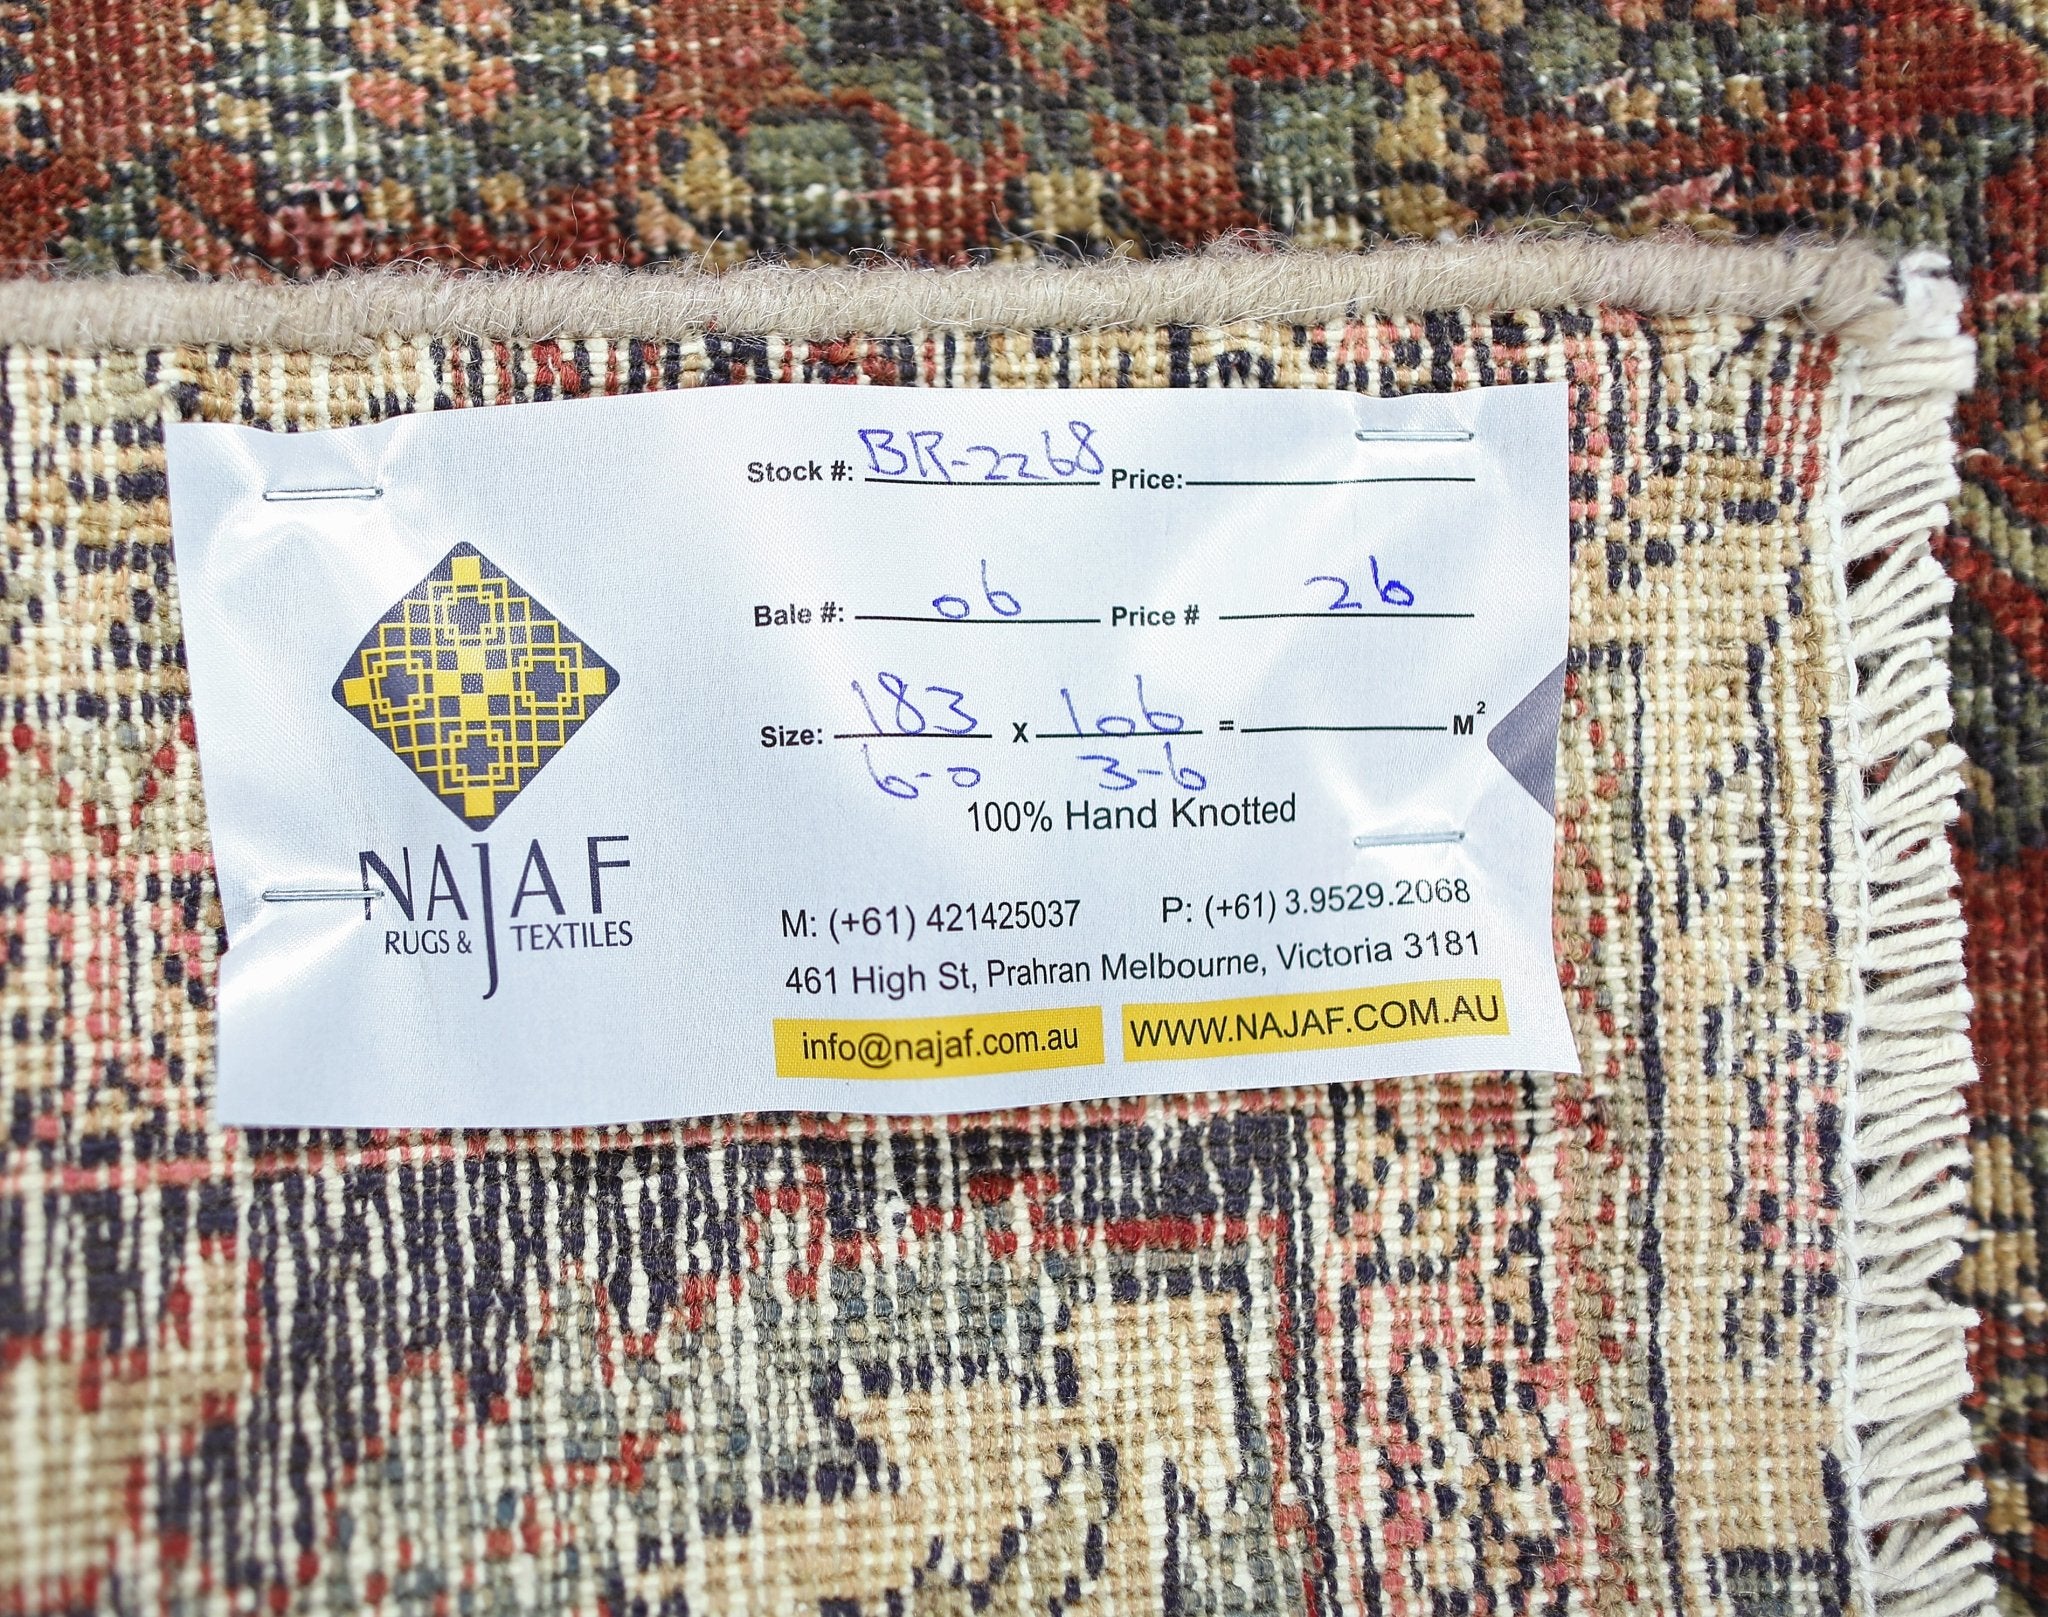 NAJAF
RUGS & TEXTILES
Stock #: BR-2268 Price:
Bale #: 06 Price # 26
Size: 183 x 106 = M²
6-0 3-6
100% Hand Knotted
M: (+61) 421425037 P: (+61) 3.9529.2068
461 High St, Prahran Melbourne, Victoria 3181
info@najaf.com.au WWW.NAJAF.COM.AU